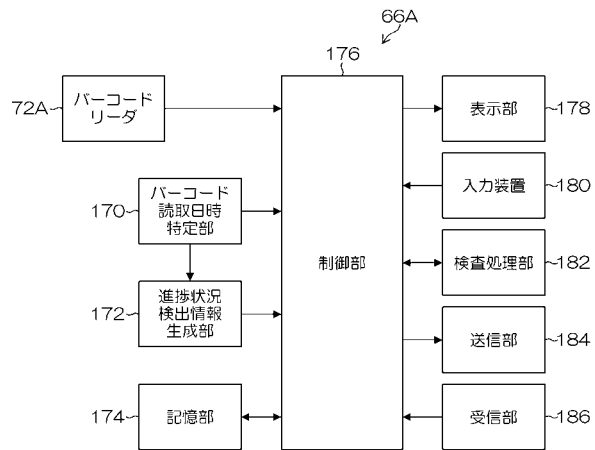 66A
176
72A
バーコード
リーダ
170
バーコード
読取日時
特定部
172
進捗状況
検出情報
生成部
174
記憶部
制御部
表示部
178
入力装置
180
検査処理部
182
送信部
184
受信部
186